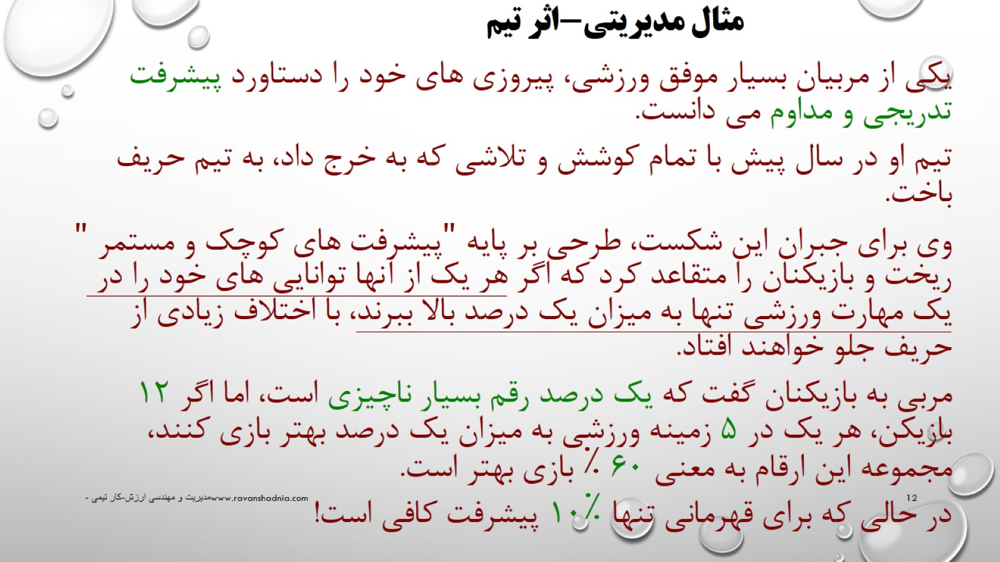 مثال مدیریتی-اثر تیم
یکی از مربیان بسیار موفق ورزشی، پیروزی های خود را دستاورد پیشرفت
تدریجی و مداوم می دانست.
تیم او در سال پیش با تمام کوشش و تلاشی که به خرج داد، به تیم حریف
باخت.
وی برای جبران این شکست، طرحی بر پایه "پیشرفت های کوچک و مستمر "
ریخت و بازیکنان را متقاعد کرد که اگر هر یک از آنها توانایی های خود را در
یک مهارت ورزشی تنها به میزان یک درصد بالا ببرند، با اختلاف زیادی از
حریف جلو خواهند افتاد.
مربی به بازیکنان گفت که یک درصد رقم بسیار ناچیزی است، اما اگر ۱۲
بازیکن، هر یک در ۵ زمینه ورزشی به میزان یک درصد بهتر بازی کنند،
مجموعه این ارقام به معنی ۶۰ ٪ بازی بهتر است.
در حالی که برای قهرمانی تنها ۱۰٪ پیشرفت کافی است!
مدیریت و مهندسی ارزش-کار تیمی - www.ravanshadnia.com
12